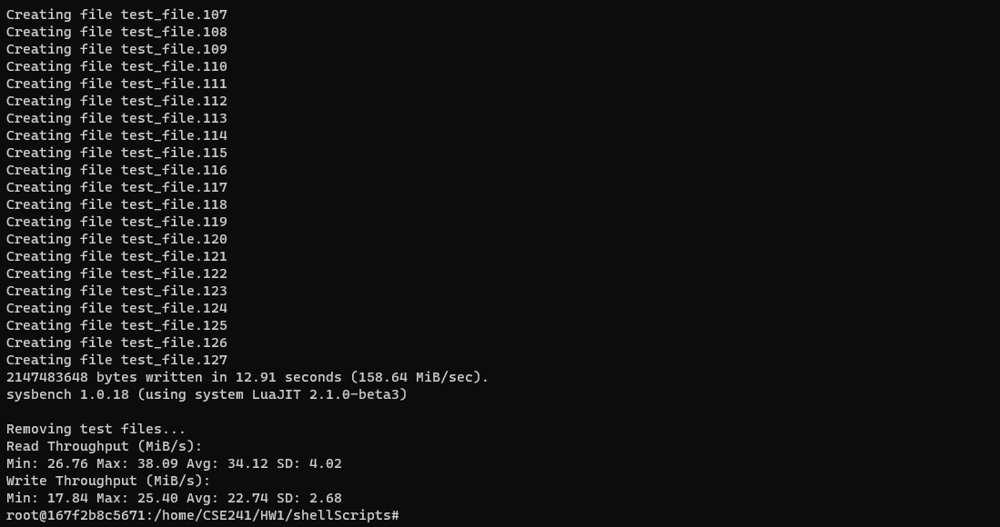 Creating file test_file.107
Creating file test_file.108
Creating file test_file.109
Creating file test_file.110
Creating file test_file.111
Creating file test_file.112
Creating file test_file.113
Creating file test_file.114
Creating file test_file.115
Creating file test_file.116
Creating file test_file.117
Creating file test_file.118
Creating file test_file.119
Creating file test_file.120
Creating file test_file.121
Creating file test_file.122
Creating file test_file.123
Creating file test_file.124
Creating file test_file.125
Creating file test_file.126
Creating file test_file.127
2147483648 bytes written in 12.91 seconds (158.64 MiB/sec).
sysbench 1.0.18 (using system LuaJIT 2.1.0-beta3)

Removing test files...
Read Throughput (MiB/s):
Min: 26.76 Max: 38.09 Avg: 34.12 SD: 4.02
Write Throughput (MiB/s):
Min: 17.84 Max: 25.40 Avg: 22.74 SD: 2.68
root@167f2b8c5671:/home/CSE241/HW1/shellScripts#